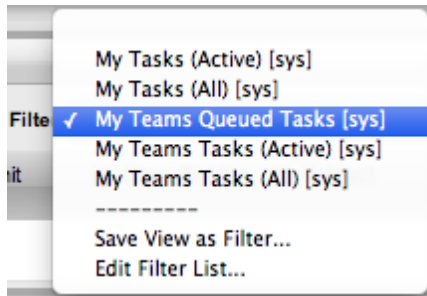 My Tasks (Active) [sys]
My Tasks (All) [sys]
Filte ✓ My Teams Queued Tasks [sys]
My Teams Tasks (Active) [sys]
it My Teams Tasks (All) [sys]
---------
Save View as Filter...
Edit Filter List...